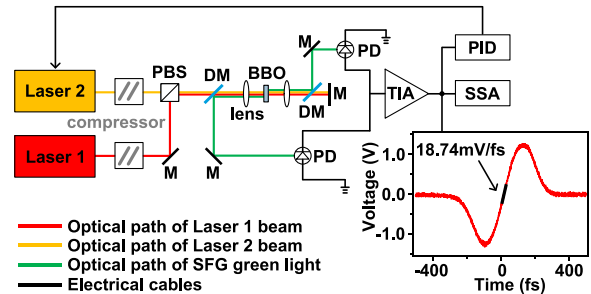 Laser 2
Laser 1
compressor
PBS
M
DM
lens
BBO
M
DM
M
M
PD
PD
TIA
PID
SSA
Optical path of Laser 1 beam
Optical path of Laser 2 beam
Optical path of SFG green light
Electrical cables
18.74mV/fs
Voltage (V)
1.0
0.0
-1.0
-500
0
500
Time (fs)